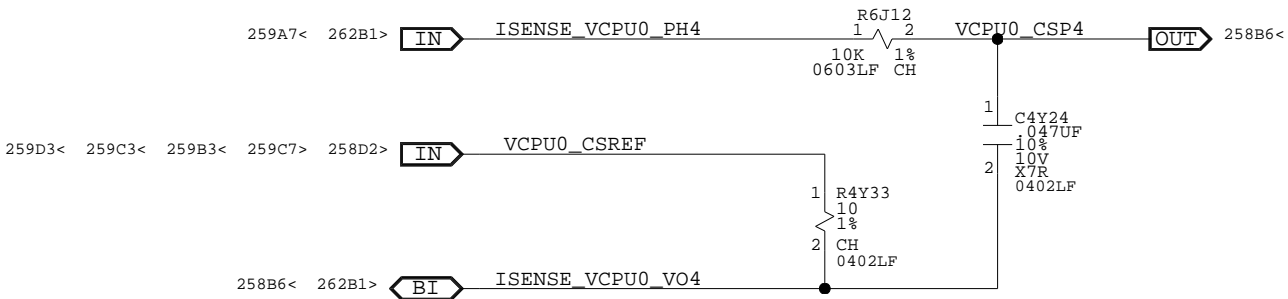 259A7< 262B1> IN ISENSE_VCPU0_PH4 1 R6J12 2 VCPU0_CSP4 OUT 258B6<
10K 1%
0603LF CH
1 C4Y24
.047UF
10%
10V
2 X7R
0402LF
259D3< 259C3< 259B3< 259C7> 258D2> IN VCPU0_CSREF
1 R4Y33
10
1%
2 CH
0402LF
258B6< 262B1> BI ISENSE_VCPU0_VO4